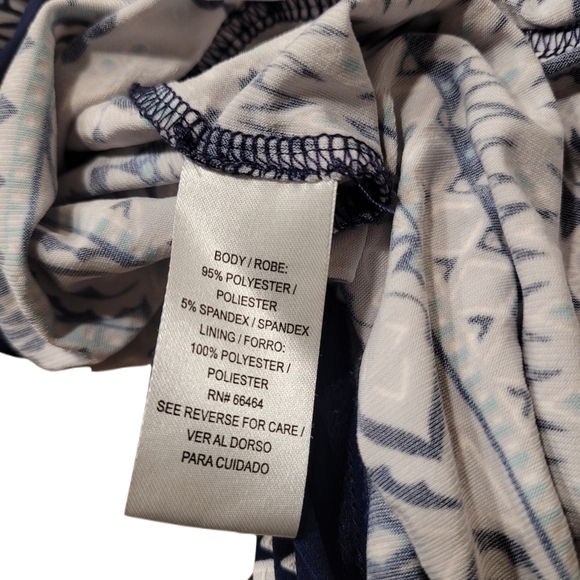 BODY / ROBE:
95% POLYESTER /
POLIESTER
5% SPANDEX / SPANDEX
LINING / FORRO:
100% POLYESTER /
POLIESTER
RN# 66464
SEE REVERSE FOR CARE /
VER AL DORSO
PARA CUIDADO